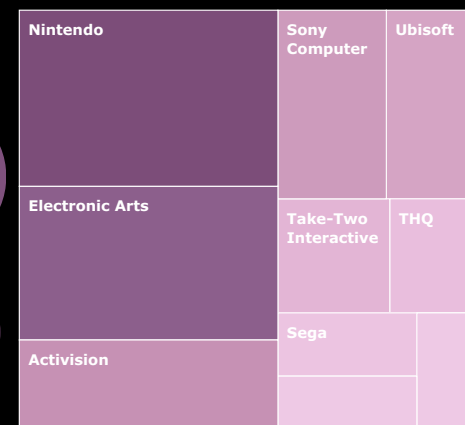 Nintendo
Sony
Computer
Ubisoft
Electronic Arts
Take-Two
Interactive
THQ
Sega
Activision